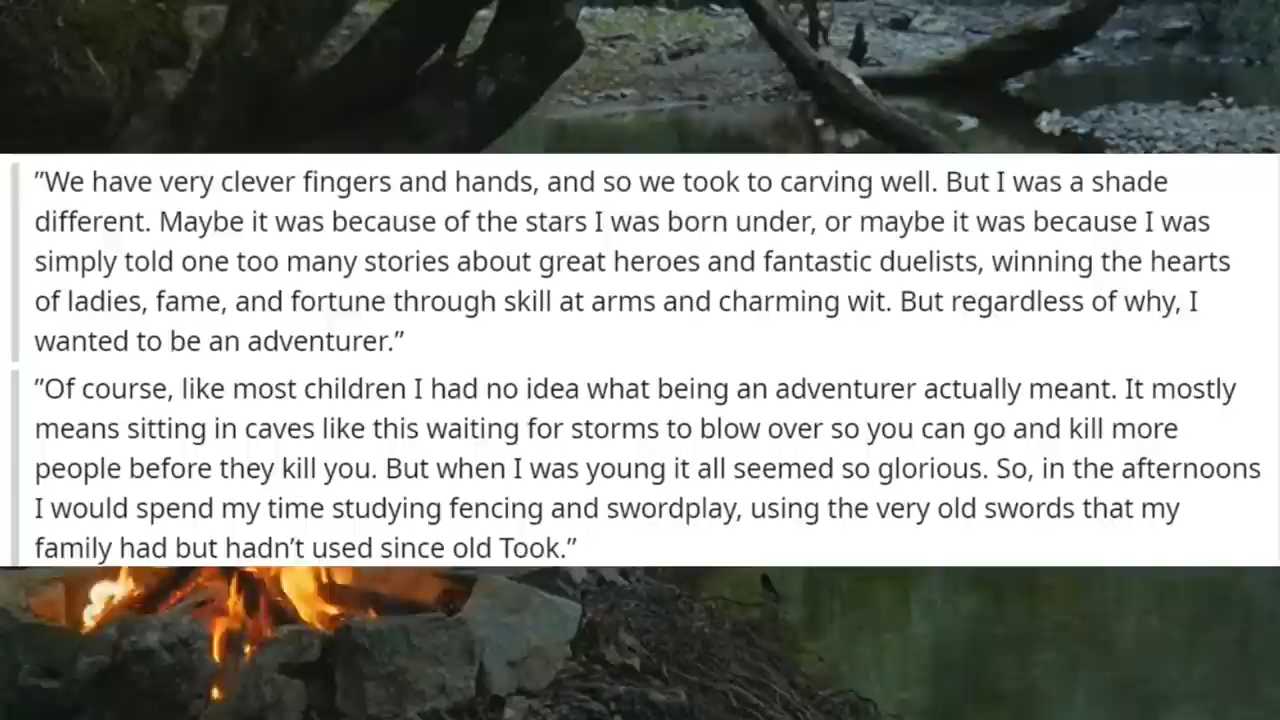 ”We have very clever fingers and hands, and so we took to carving well. But I was a shade
different. Maybe it was because of the stars I was born under, or maybe it was because I was
simply told one too many stories about great heroes and fantastic duelists, winning the hearts
of ladies, fame, and fortune through skill at arms and charming wit. But regardless of why, I
wanted to be an adventurer.”
”Of course, like most children I had no idea what being an adventurer actually meant. It mostly
means sitting in caves like this waiting for storms to blow over so you can go and kill more
people before they kill you. But when I was young it all seemed so glorious. So, in the afternoons
I would spend my time studying fencing and swordplay, using the very old swords that my
family had but hadn’t used since old Took.”